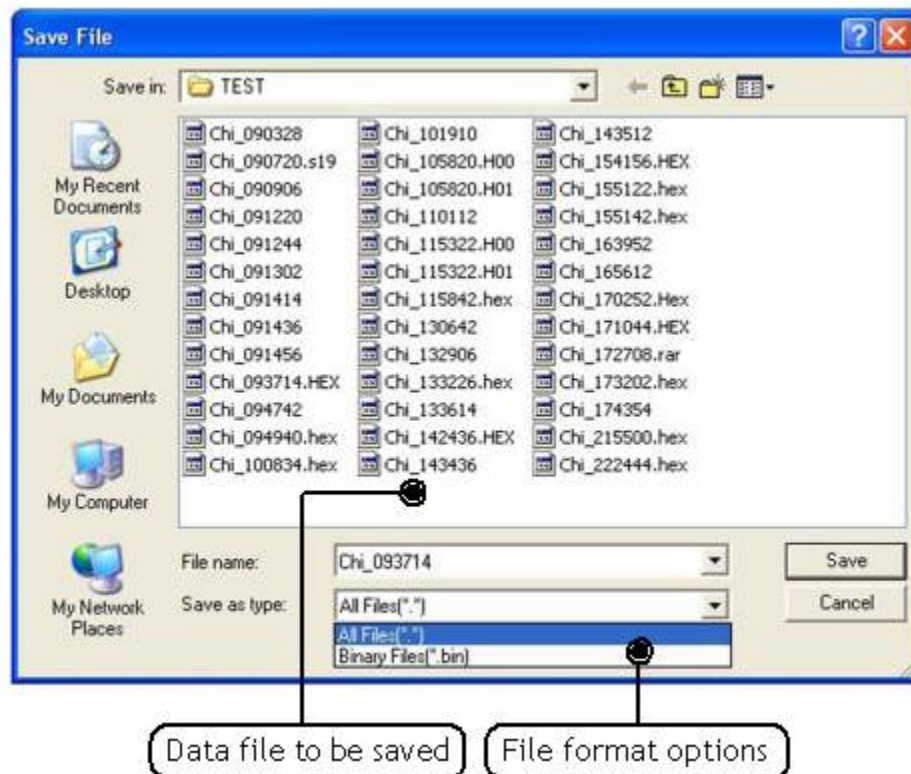 Save File
Save in:
TEST
My Recent
Documents
Desktop
My Documents
My Computer
My Network
Places
Chi_090328
Chi_090720.s19
Chi_090906
Chi_091220
Chi_091244
Chi_091302
Chi_091414
Chi_091436
Chi_091456
Chi_093714.HEX
Chi_094742
Chi_094940.hex
Chi_100834.hex
Chi_101910
Chi_105820.H00
Chi_105820.H01
Chi_110112
Chi_115322.H00
Chi_115322.H01
Chi_115842.hex
Chi_130642
Chi_132906
Chi_133226.hex
Chi_133614
Chi_142436.HEX
Chi_143436
Chi_143512
Chi_154156.HEX
Chi_155122.hex
Chi_155142.hex
Chi_163952
Chi_165612
Chi_170252.Hex
Chi_171044.HEX
Chi_172708.rar
Chi_173202.hex
Chi_174354
Chi_215500.hex
Chi_222444.hex
File name:
Chi_093714
Save
Save as type:
All Files(*.*)
Cancel
All Files(*.*)
Binary Files(*.bin)
Data file to be saved
File format options